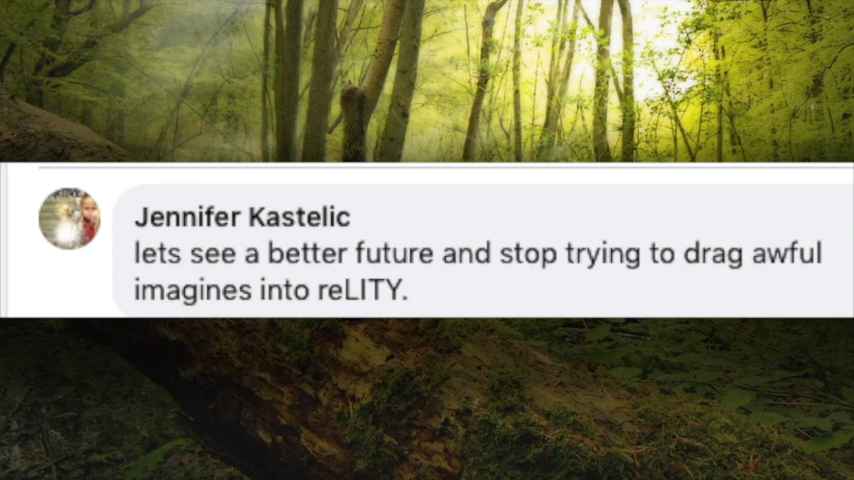 Jennifer Kastelic
lets see a better future and stop trying to drag awful
imagines into reLITY.